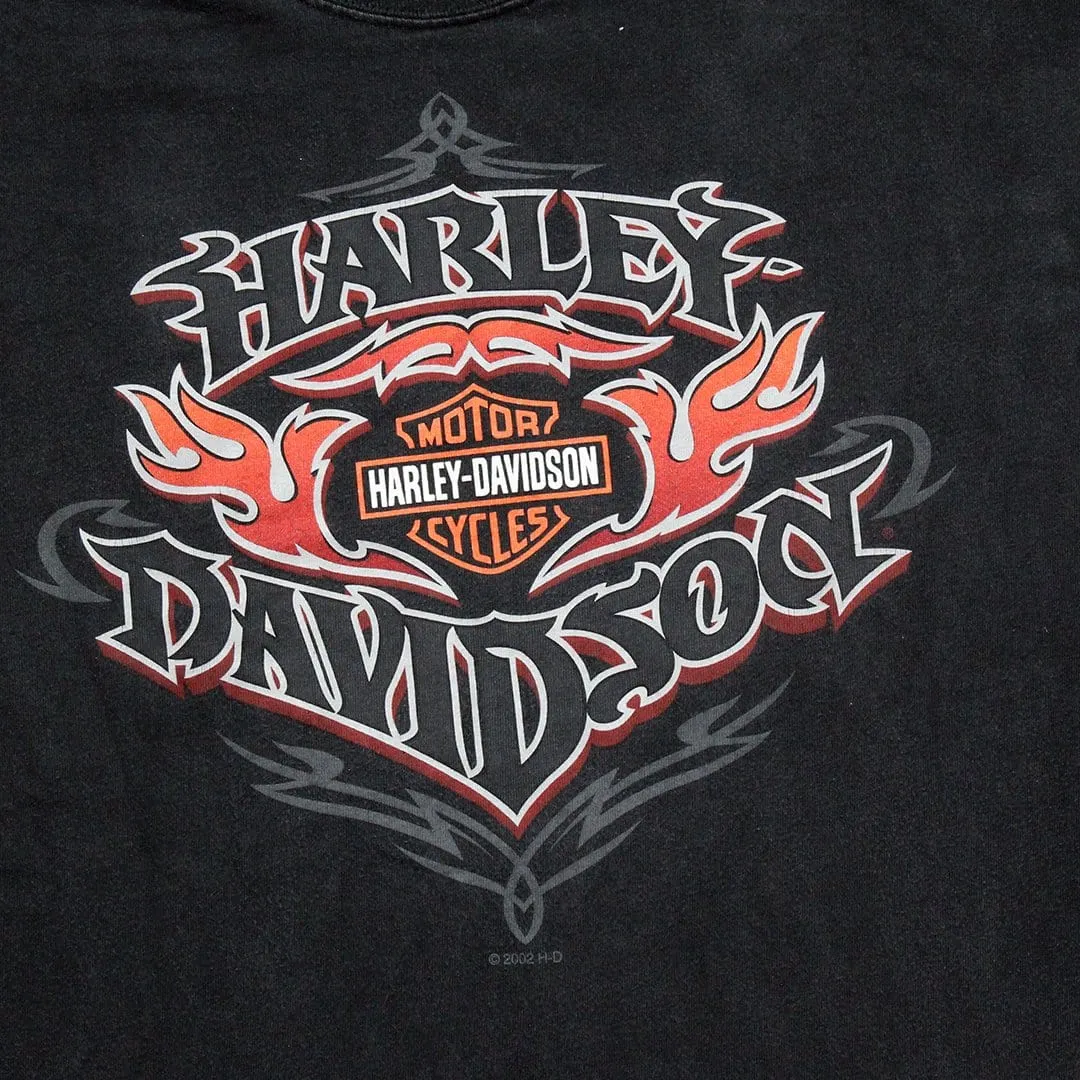 HARLEY-
MOTOR
HARLEY-DAVIDSON
CYCLES
DAVIDSON
®
© 2002 H-D